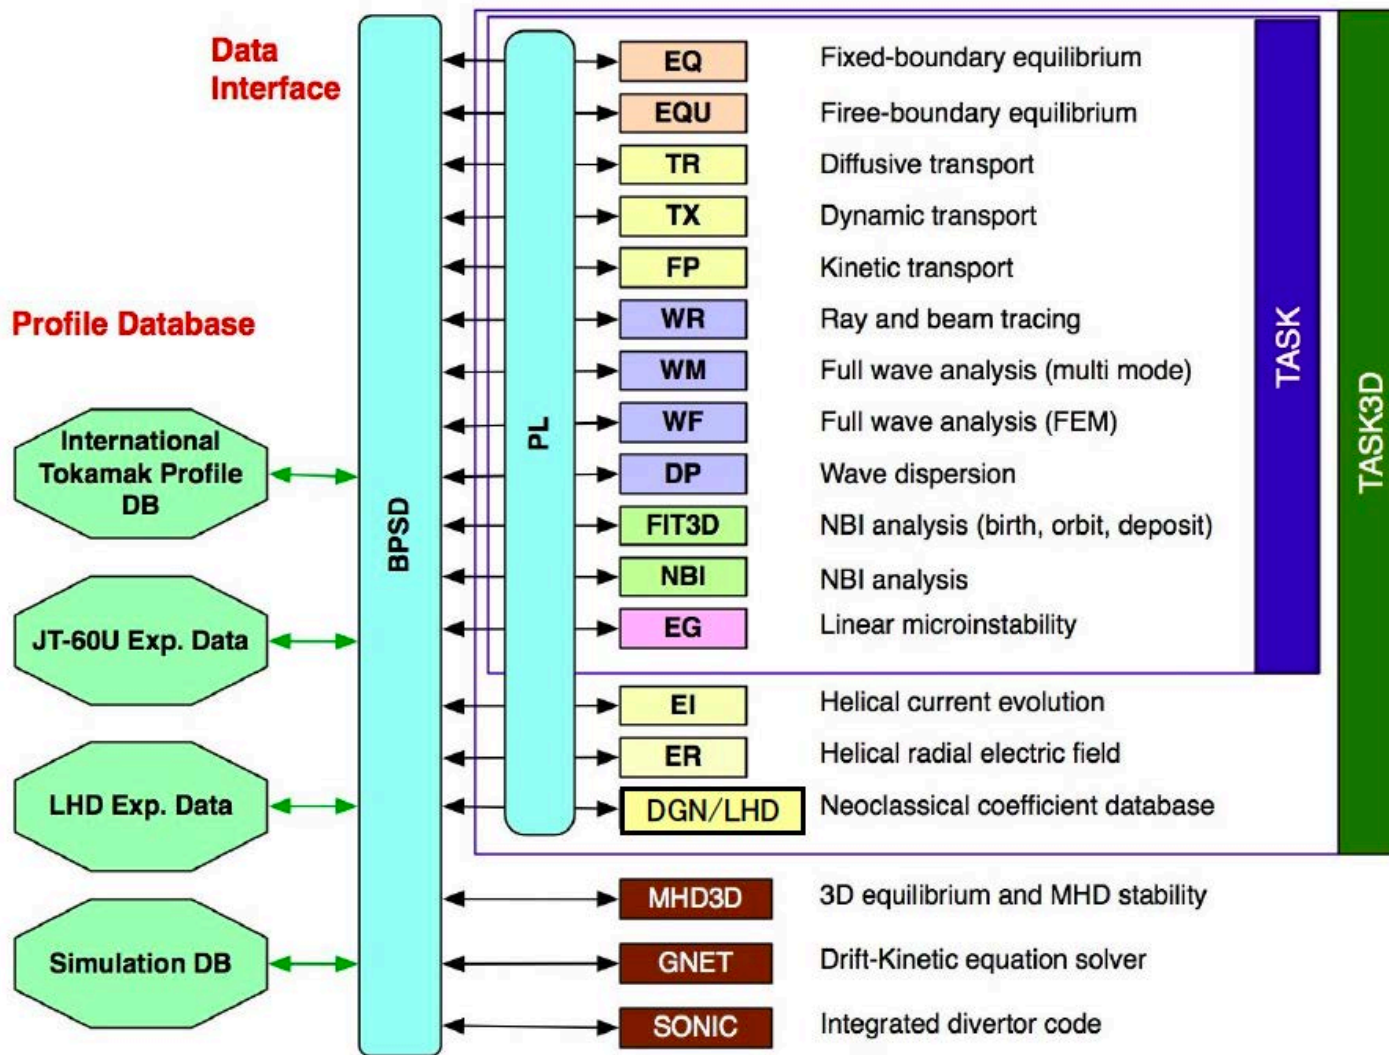 Data
Interface
Profile Database
International
Tokamak Profile
DB
JT-60U Exp. Data
LHD Exp. Data
Simulation DB
BPSD
PL
EQ Fixed-boundary equilibrium
EQU Firee-boundary equilibrium
TR Diffusive transport
TX Dynamic transport
FP Kinetic transport
WR Ray and beam tracing
WM Full wave analysis (multi mode)
WF Full wave analysis (FEM)
DP Wave dispersion
FIT3D NBI analysis (birth, orbit, deposit)
NBI NBI analysis
EG Linear microinstability
EI Helical current evolution
ER Helical radial electric field
DGN/LHD Neoclassical coefficient database
MHD3D 3D equilibrium and MHD stability
GNET Drift-Kinetic equation solver
SONIC Integrated divertor code
TASK
TASK3D